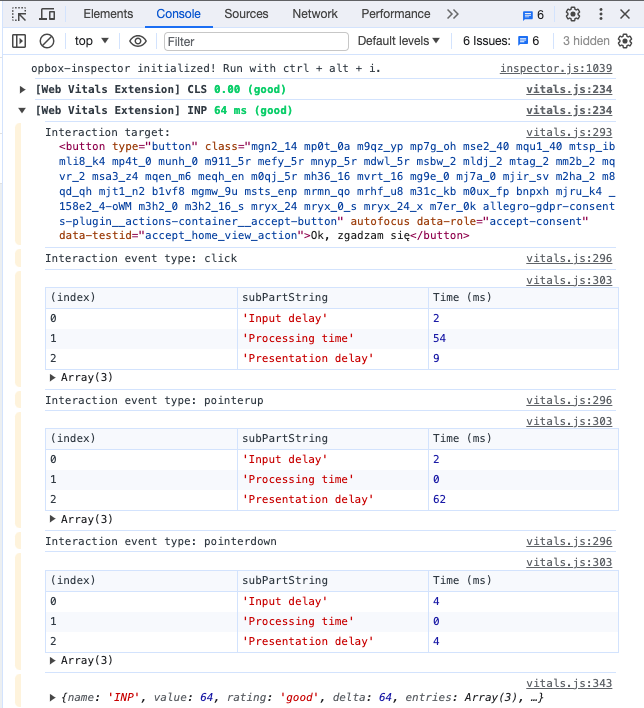 Elements Console Sources Network Performance 6
top Filter Default levels 6 Issues: 6 3 hidden
opbox-inspector initialized! Run with ctrl + alt + i. inspector.js:1039
[Web Vitals Extension] CLS 0.00 (good) vitals.js:234
[Web Vitals Extension] INP 64 ms (good) vitals.js:234
Interaction target: vitals.js:293
<button type="button" class="mgn2_14 mp0t_0a m9qz_yp mp7g_oh mse2_40 mqu1_40 mtsp_ib
mli8_k4 mp4t_0 munh_0 m911_5r mefy_5r mnyp_5r mdwl_5r msbw_2 mldj_2 mtag_2 mm2b_2 mq
vr_2 msa3_z4 mqen_m6 meqh_en m0qj_5r mh36_16 mvrt_16 mg9e_0 mj7a_0 mjir_sv m2ha_2 m8
qd_qh mjt1_n2 b1vf8 mgmw_9u msts_enp mrmn_qo mrhf_u8 m31c_kb m0ux_fp bnpxh mjru_k4 _
158e2_4-oWM m3h2_0 m3h2_16_s mryx_24 mryx_0_s mryx_24_x m7er_0k allegro-gdpr-consent
s-plugin__actions-container__accept-button" autofocus data-role="accept-consent"
data-testid="accept_home_view_action">Ok, zgadzam się</button>
Interaction event type: click vitals.js:296
vitals.js:303
(index) subPartString Time (ms)
0 'Input delay' 2
1 'Processing time' 54
2 'Presentation delay' 9
Array(3)
Interaction event type: pointerup vitals.js:296
vitals.js:303
(index) subPartString Time (ms)
0 'Input delay' 2
1 'Processing time' 0
2 'Presentation delay' 62
Array(3)
Interaction event type: pointerdown vitals.js:296
vitals.js:303
(index) subPartString Time (ms)
0 'Input delay' 4
1 'Processing time' 0
2 'Presentation delay' 4
Array(3)
vitals.js:343
{name: 'INP', value: 64, rating: 'good', delta: 64, entries: Array(3), …}